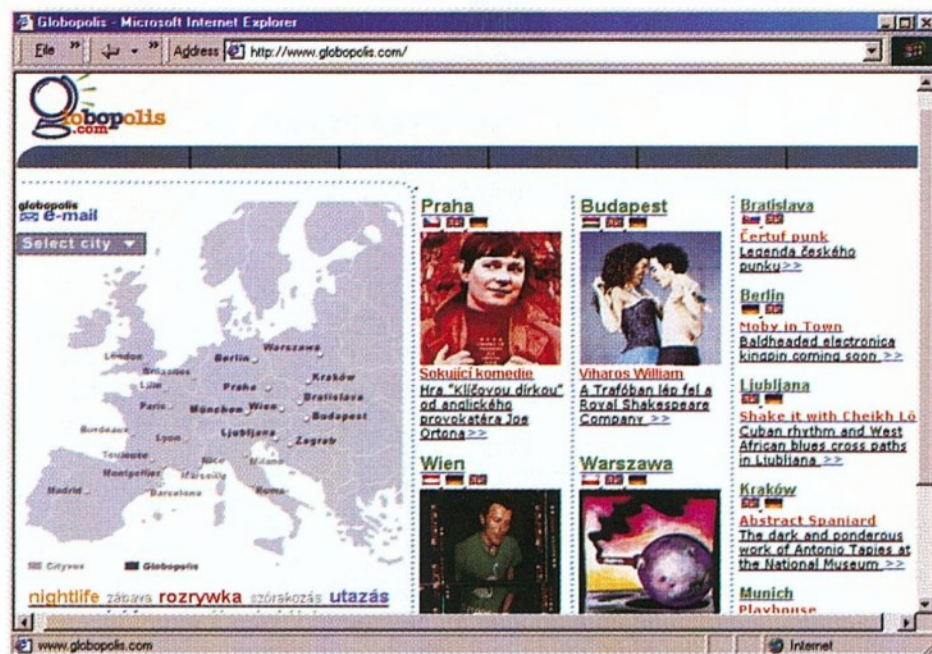 Globopolis - Microsoft Internet Explorer
File » » Address http://www.globopolis.com/
globopolis
.com
globopolis
e-mail
Select city
London
Bruxelles
Lille
Paris
Bordeaux
Lyon
Toulouse
Montpellier
Marseille
Nice
Milano
Madrid
Barcelona
Roma
Berlin
Warszawa
Praha
Kraków
München
Wien
Bratislava
Budapest
Ljubljana
Zagreb
Cityvox Globopolis
nightlife zábava rozrywka szórakozás utazás
Praha
Šokující komedie
Hra "Klíčovou dírkou"
od anglického
provokatéra Joe
Ortona >>
Wien
Budapest
Viharos William
A Trafóban lép fel a
Royal Shakespeare
Company >>
Warszawa
Bratislava
Čertuf punk
Legenda českého
punku >>
Berlin
Moby in Town
Baldheaded electronica
kingpin coming soon >>
Ljubljana
Shake it with Cheikh Lô
Cuban rhythm and West
African blues cross paths
in Ljubljana >>
Kraków
Abstract Spaniard
The dark and ponderous
work of Antonio Tapies at
the National Museum >>
Munich
Playhouse
www.globopolis.com Internet